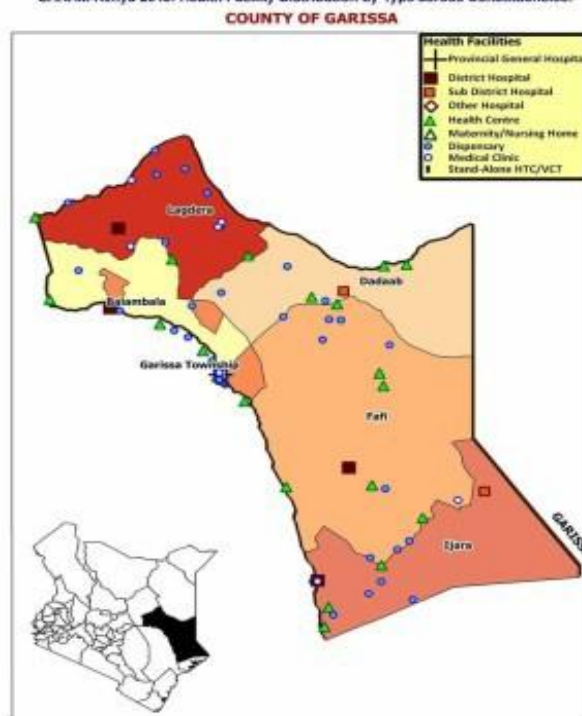 COUNTY OF GARISSA
Health Facilities
Provincial General Hospital
District Hospital
Sub District Hospital
Other Hospital
Health Centre
Maternity/Nursing Home
Dispensary
Medical Clinic
Stand-Alone HTC/VCT
Lagdera
Dadaab
Balambala
Garissa Township
Fafi
Ijara
GARISS